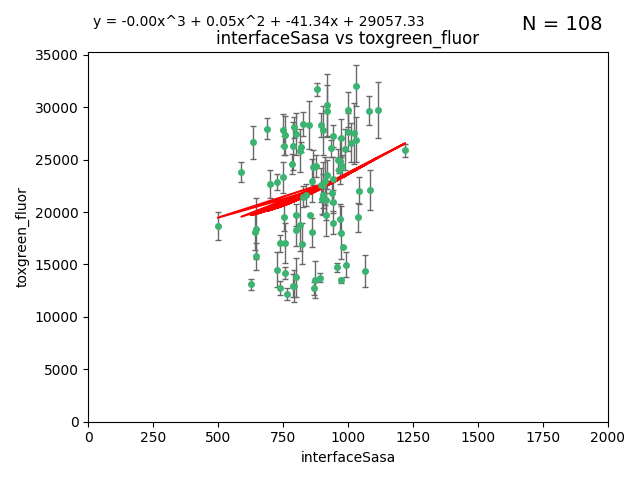 y = -0.00x^3 + 0.05x^2 + -41.34x + 29057.33
N = 108
interfaceSasa vs toxgreen_fluor
35000
30000
25000
20000
15000
10000
5000
0
toxgreen_fluor
0 250 500 750 1000 1250 1500 1750 2000
interfaceSasa